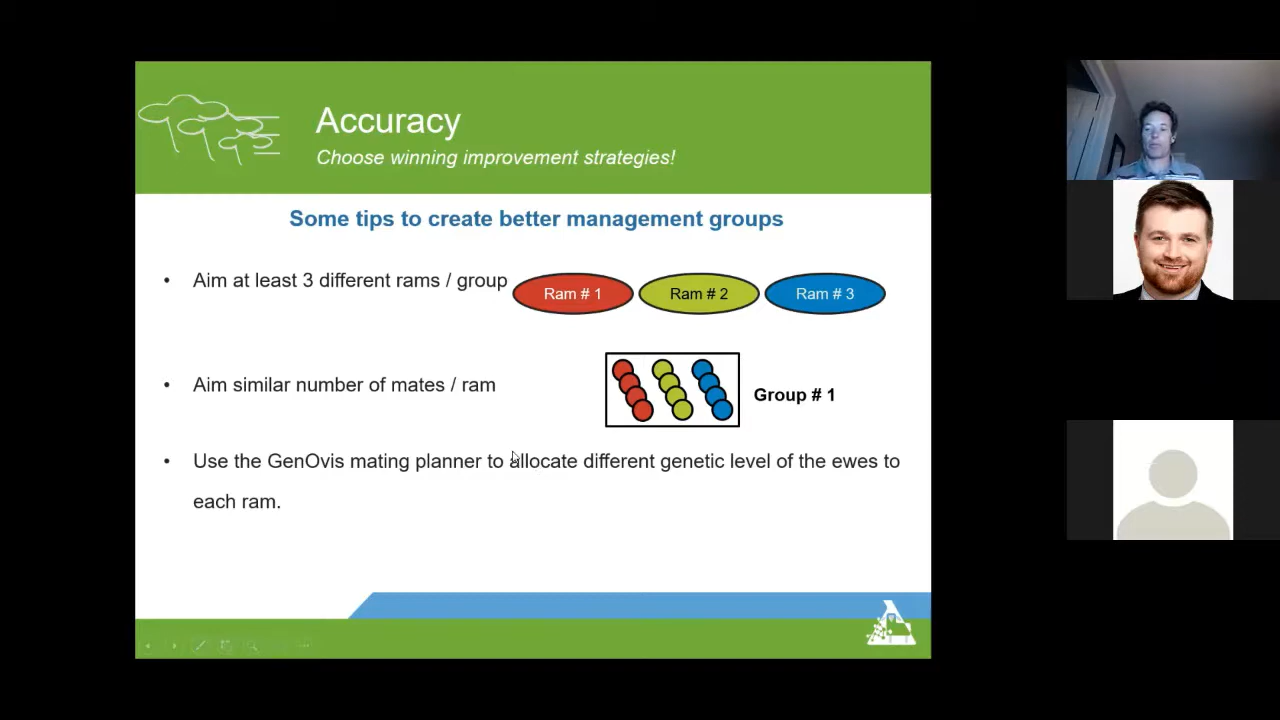 Accuracy
Choose winning improvement strategies!
Some tips to create better management groups
• Aim at least 3 different rams / group
Ram # 1 Ram # 2 Ram # 3
• Aim similar number of mates / ram
Group # 1
• Use the GenOvis mating planner to allocate different genetic level of the ewes to
each ram.